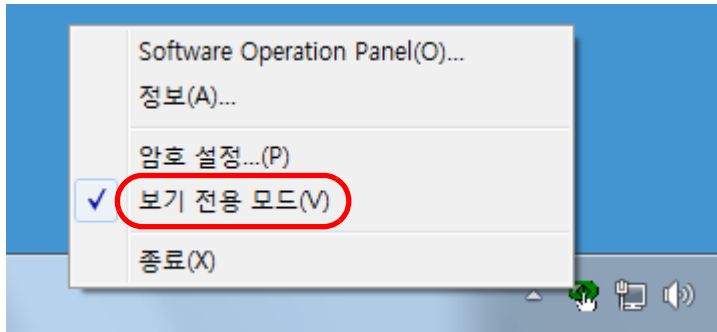 Software Operation Panel(O)...
정보(A)...
암호 설정...(P)
보기 전용 모드(V)
종료(X)